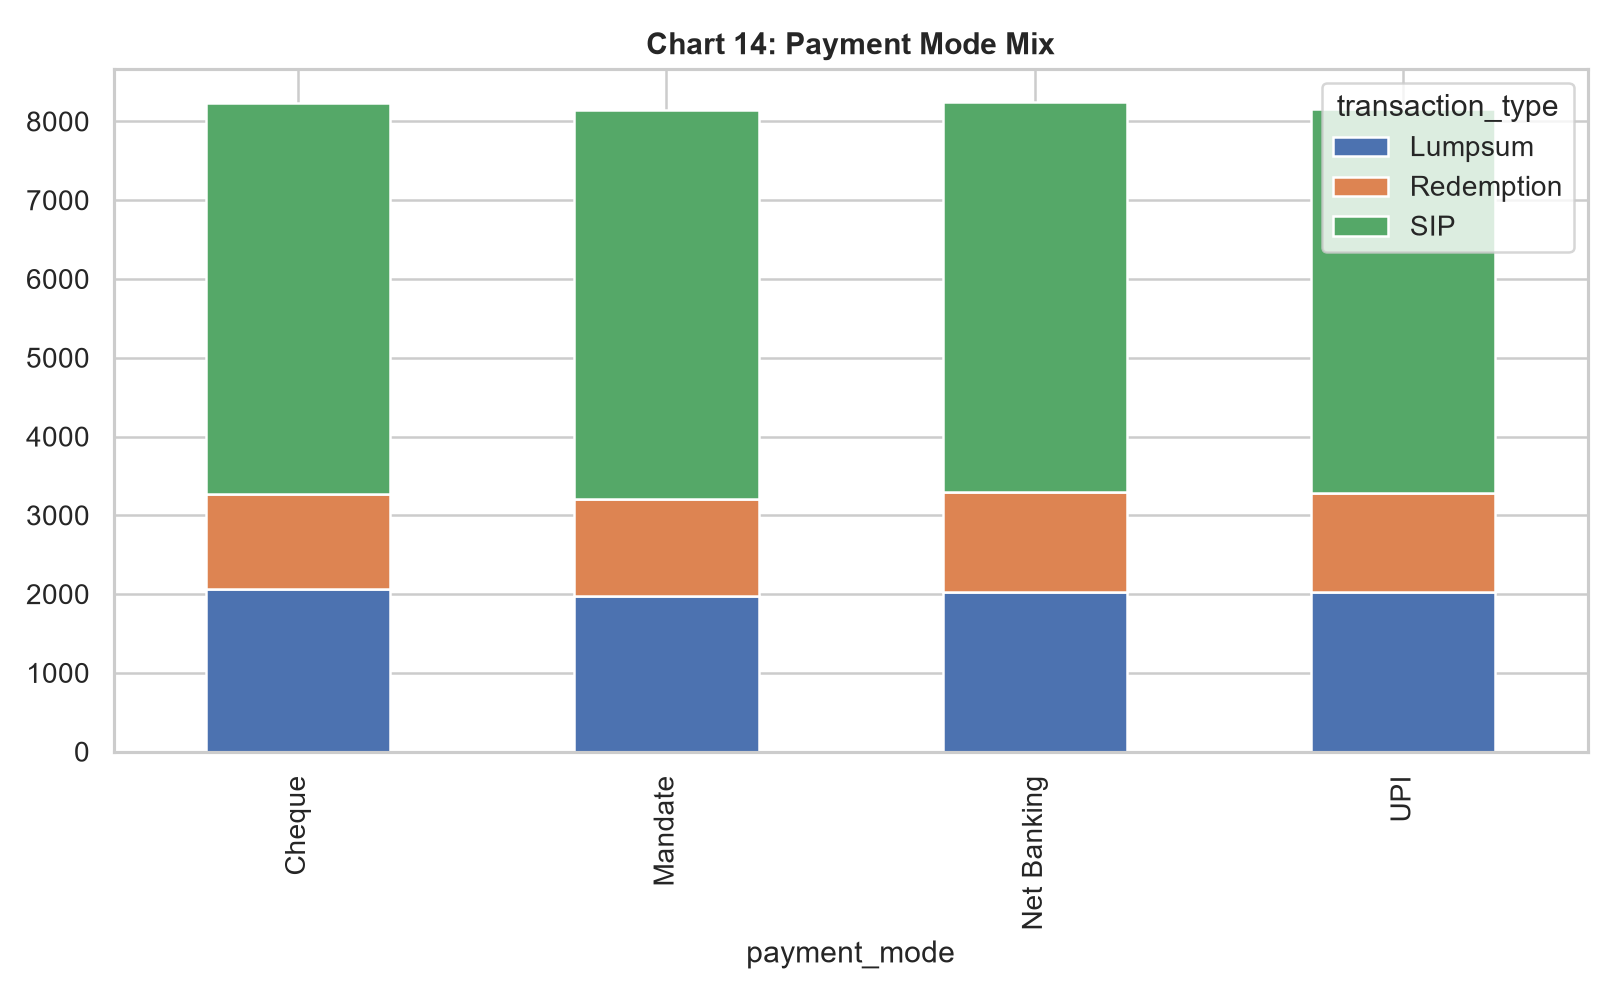 Chart 14: Payment Mode Mix
transaction_type
Lumpsum
Redemption
SIP
8000
7000
6000
5000
4000
3000
2000
1000
0
Cheque
Mandate
Net Banking
UPI
payment_mode